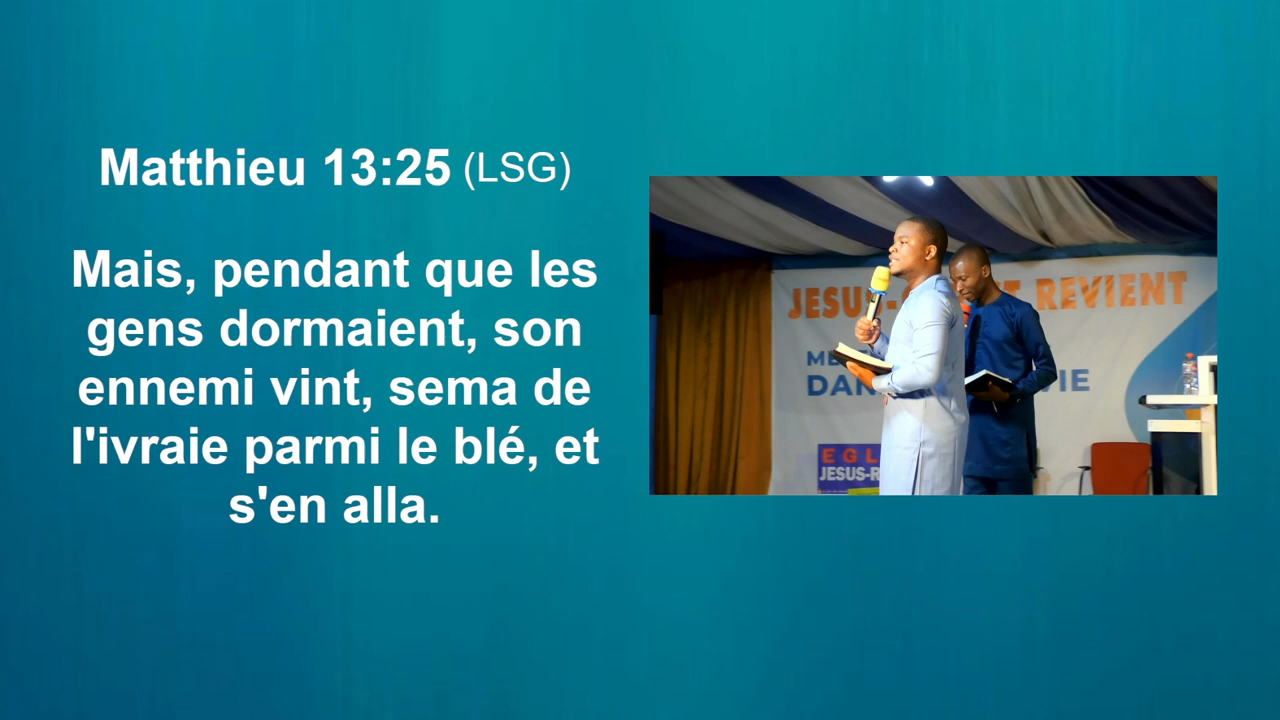 Matthieu 13:25 (LSG)
Mais, pendant que les
gens dormaient, son
ennemi vint, sema de
l'ivraie parmi le blé, et
s'en alla.
REVIENT